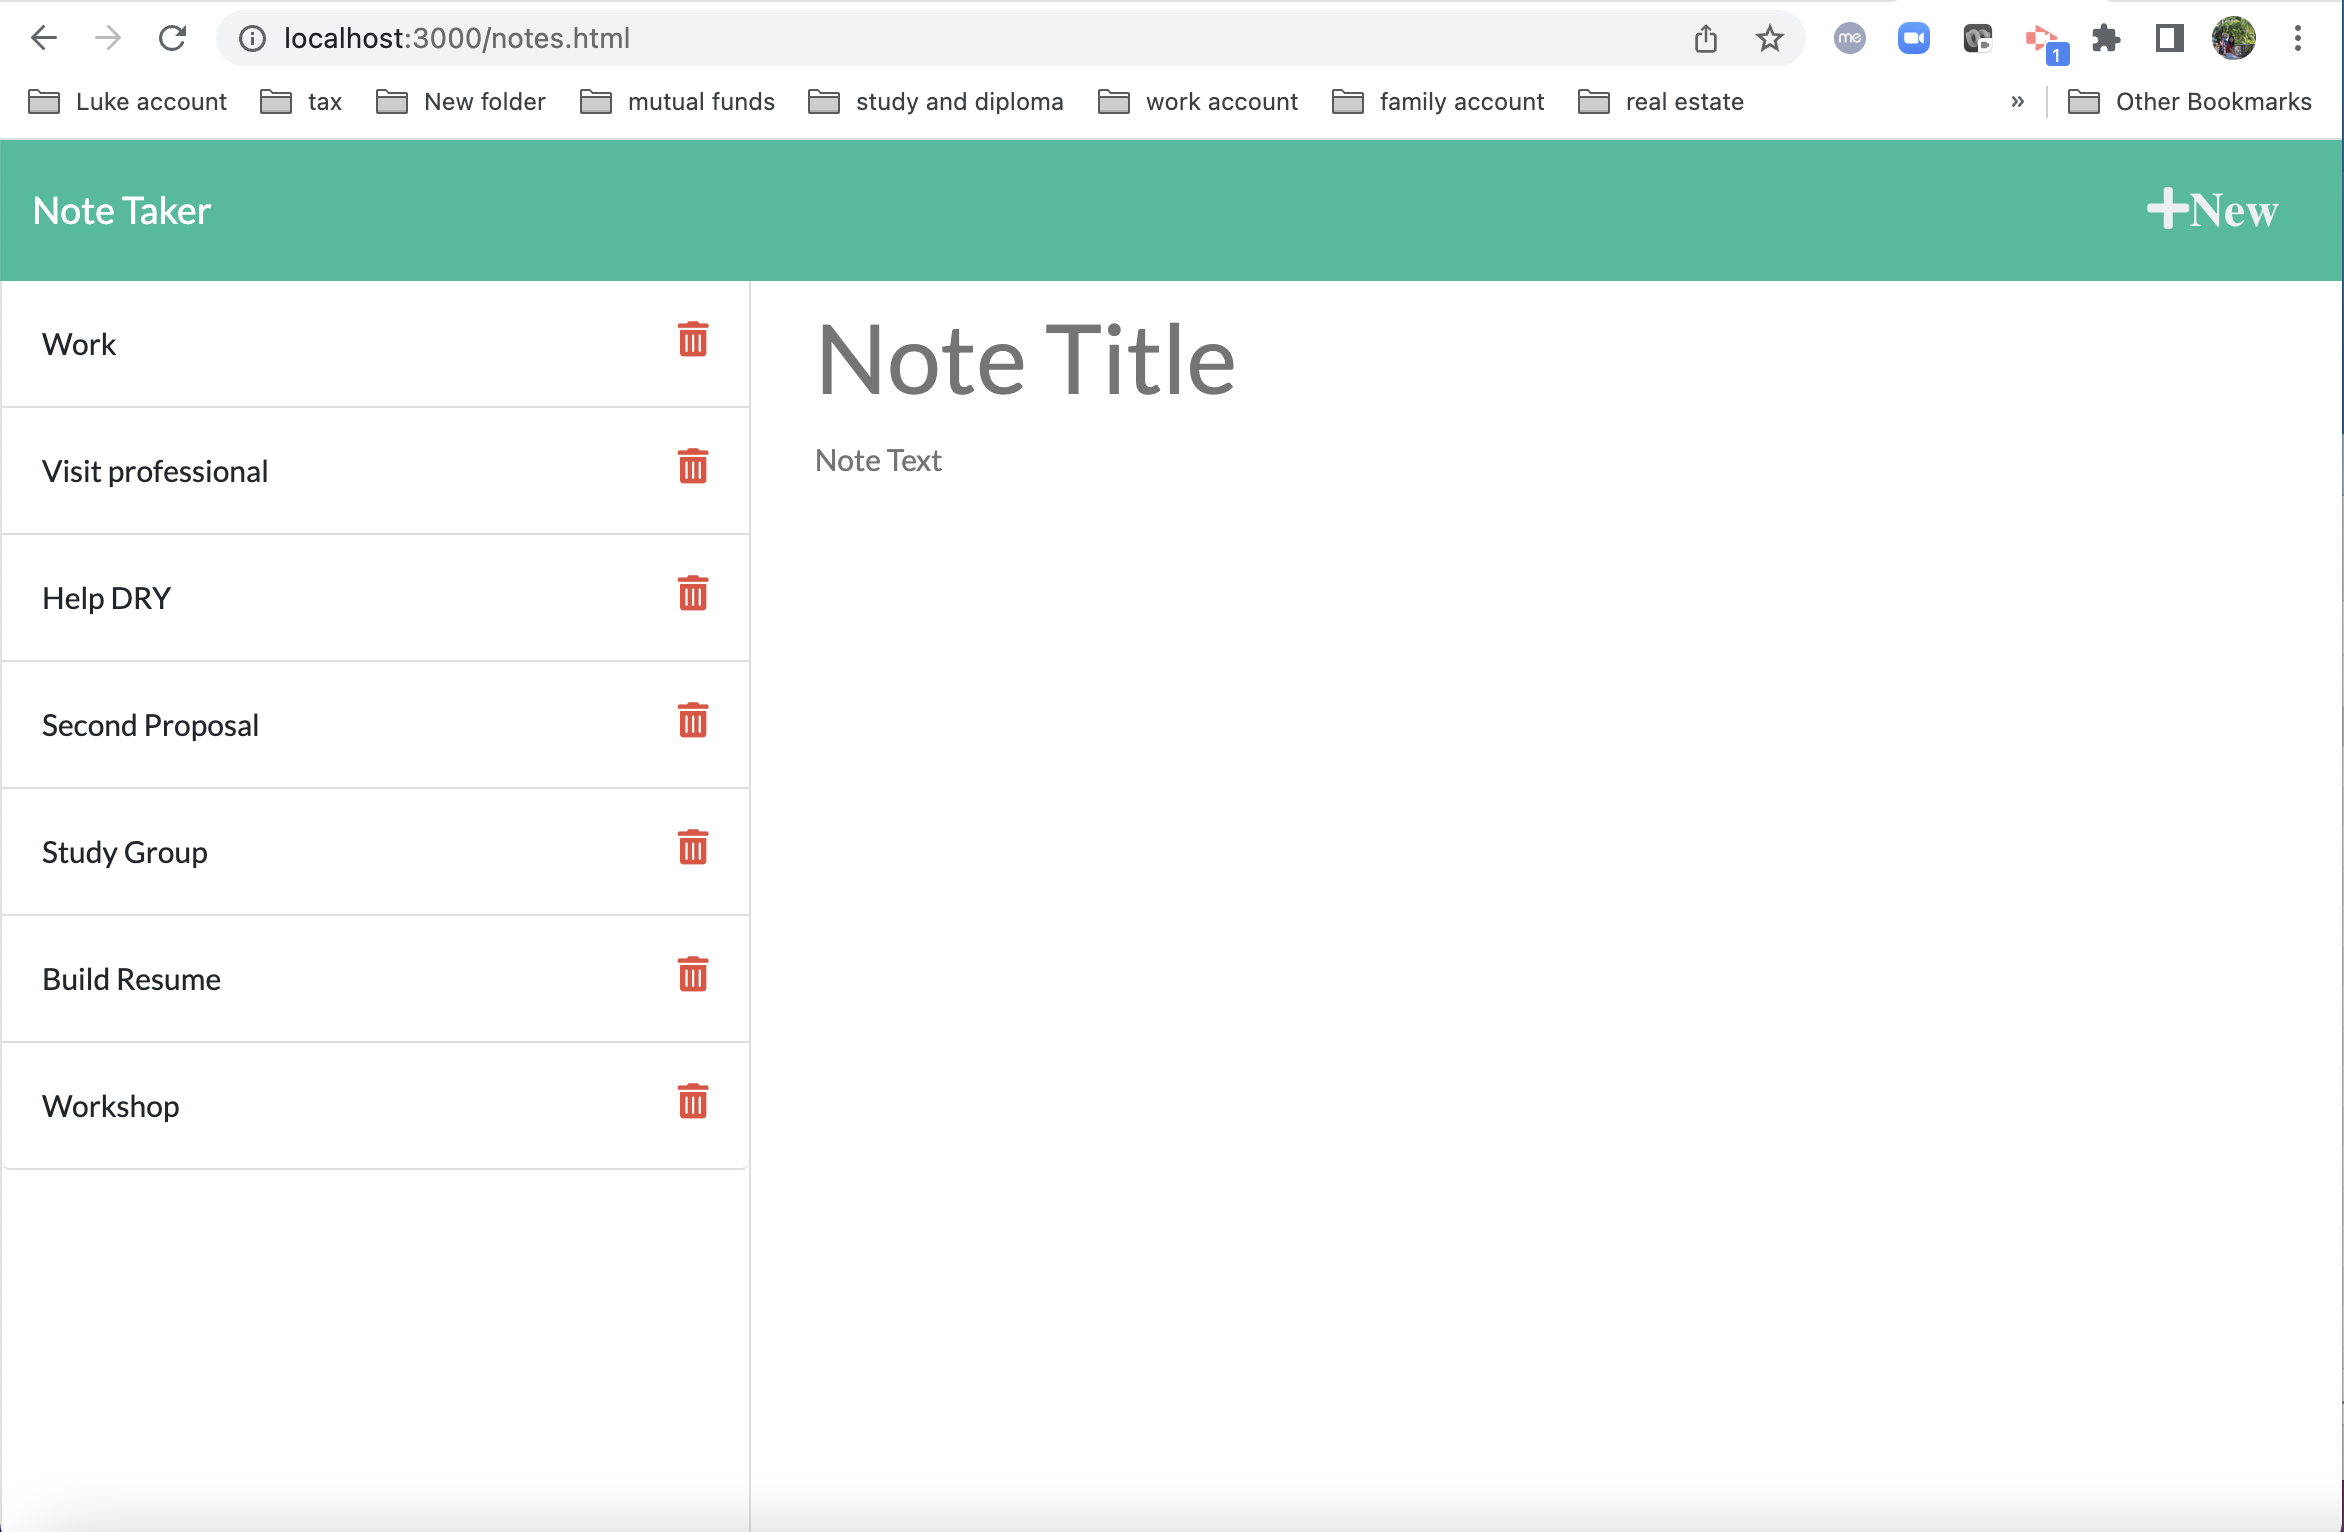 localhost:3000/notes.html
me
1
Luke account tax New folder mutual funds study and diploma work account family account real estate » Other Bookmarks
Note Taker
New
Work
Visit professional
Help DRY
Second Proposal
Study Group
Build Resume
Workshop
Note Title
Note Text